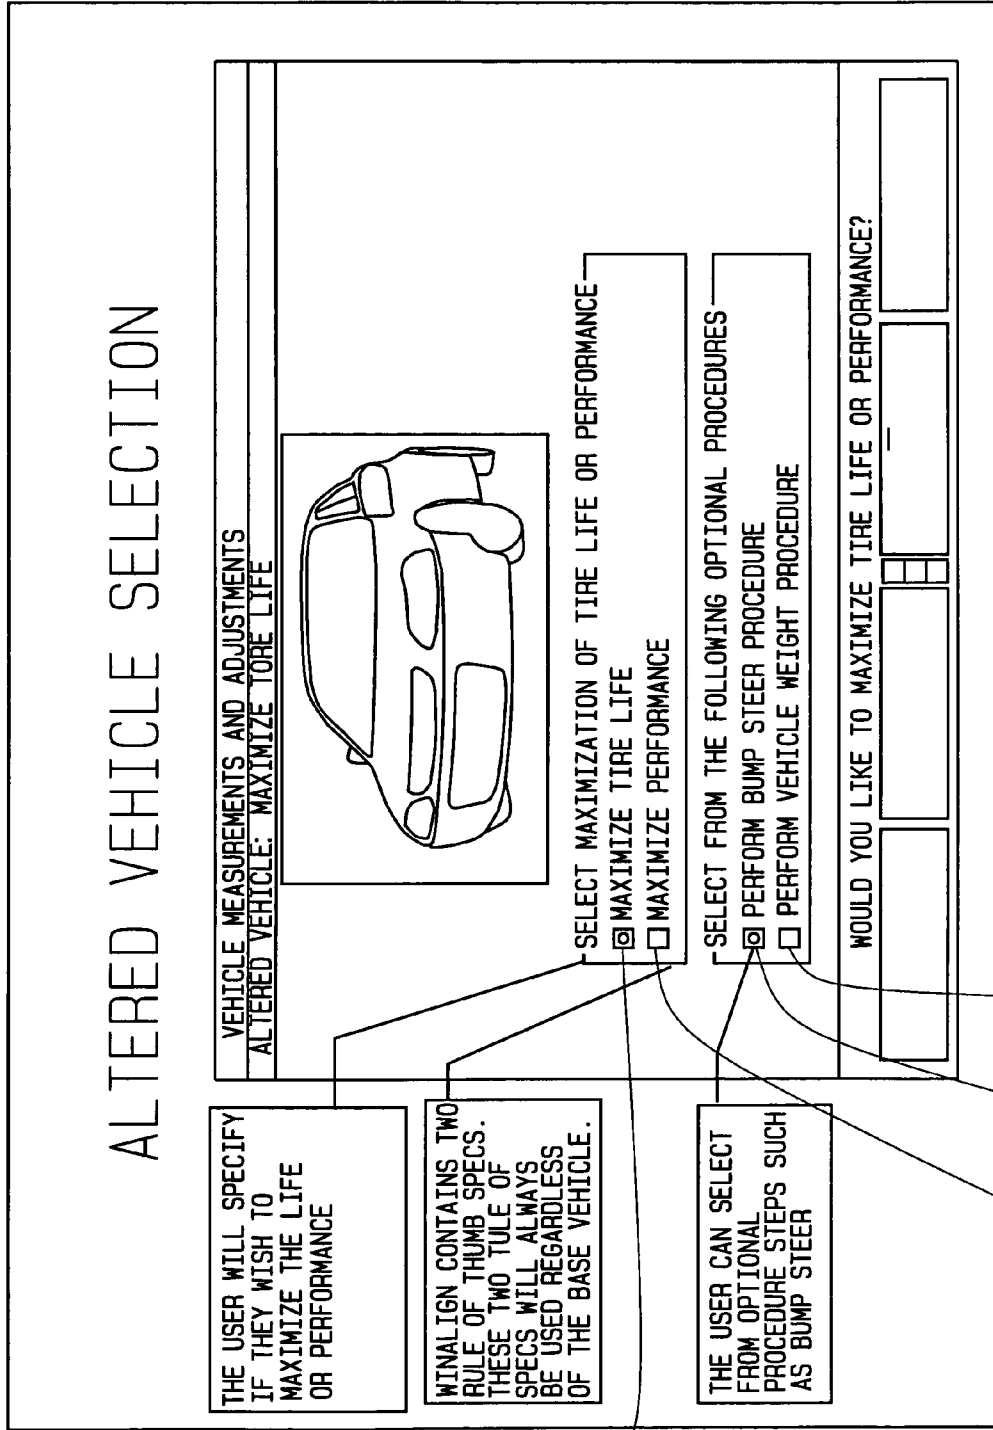 ALTERED VEHICLE SELECTION
THE USER WILL SPECIFY
IF THEY WISH TO
MAXIMIZE THE LIFE
OR PERFORMANCE
WINALIGN CONTAINS TWO
RULE OF THUMB SPECS.
THESE TWO TULE OF
SPECS WILL ALWAYS
BE USED REGARDLESS
OF THE BASE VEHICLE.
THE USER CAN SELECT
FROM OPTIONAL
PROCEDURE STEPS SUCH
AS BUMP STEER
VEHICLE MEASUREMENTS AND ADJUSTMENTS
ALTERED VEHICLE: MAXIMIZE TORE LIFE
SELECT MAXIMIZATION OF TIRE LIFE OR PERFORMANCE
MAXIMIZE TIRE LIFE
MAXIMIZE PERFORMANCE
SELECT FROM THE FOLLOWING OPTIONAL PROCEDURES
PERFORM BUMP STEER PROCEDURE
PERFORM VEHICLE WEIGHT PROCEDURE
WOULD YOU LIKE TO MAXIMIZE TIRE LIFE OR PERFORMANCE?